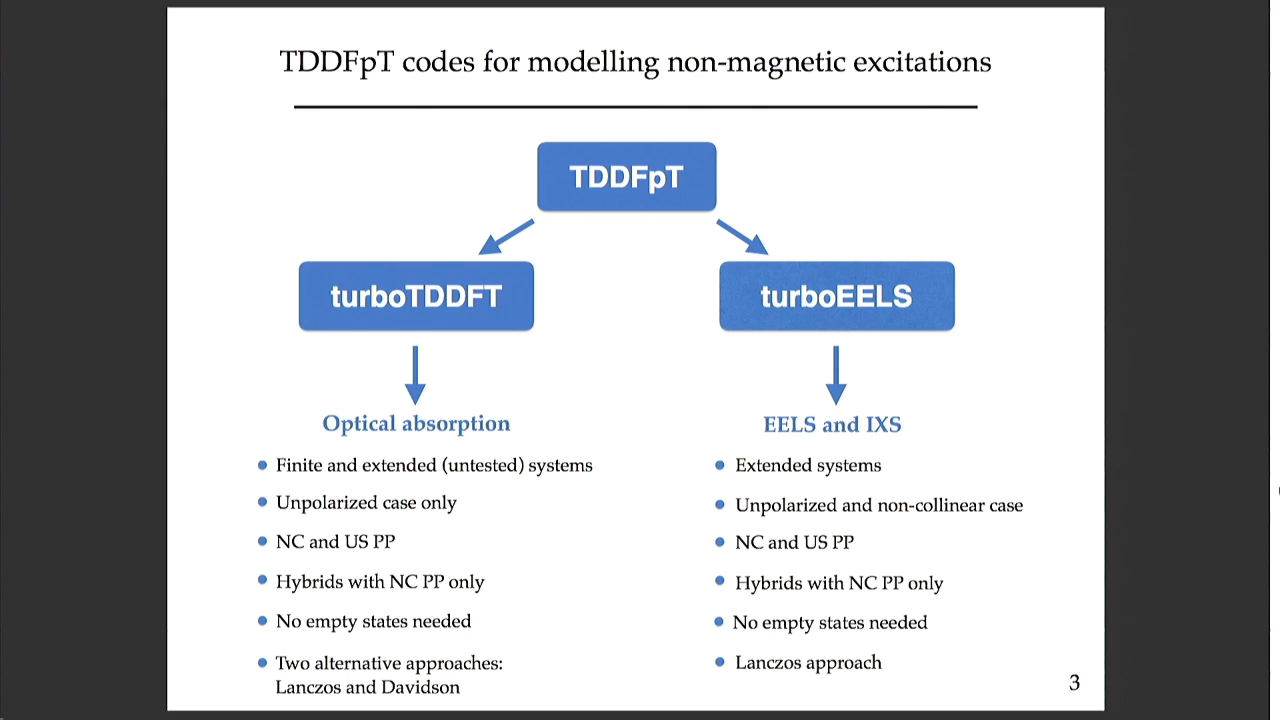 TDDFpT codes for modelling non-magnetic excitations
TDDFpT
turboTDDFT
turboEELS
Optical absorption
Finite and extended (untested) systems
Unpolarized case only
NC and US PP
Hybrids with NC PP only
No empty states needed
Two alternative approaches:
Lanczos and Davidson
EELS and IXS
Extended systems
Unpolarized and non-collinear case
NC and US PP
Hybrids with NC PP only
No empty states needed
Lanczos approach
3